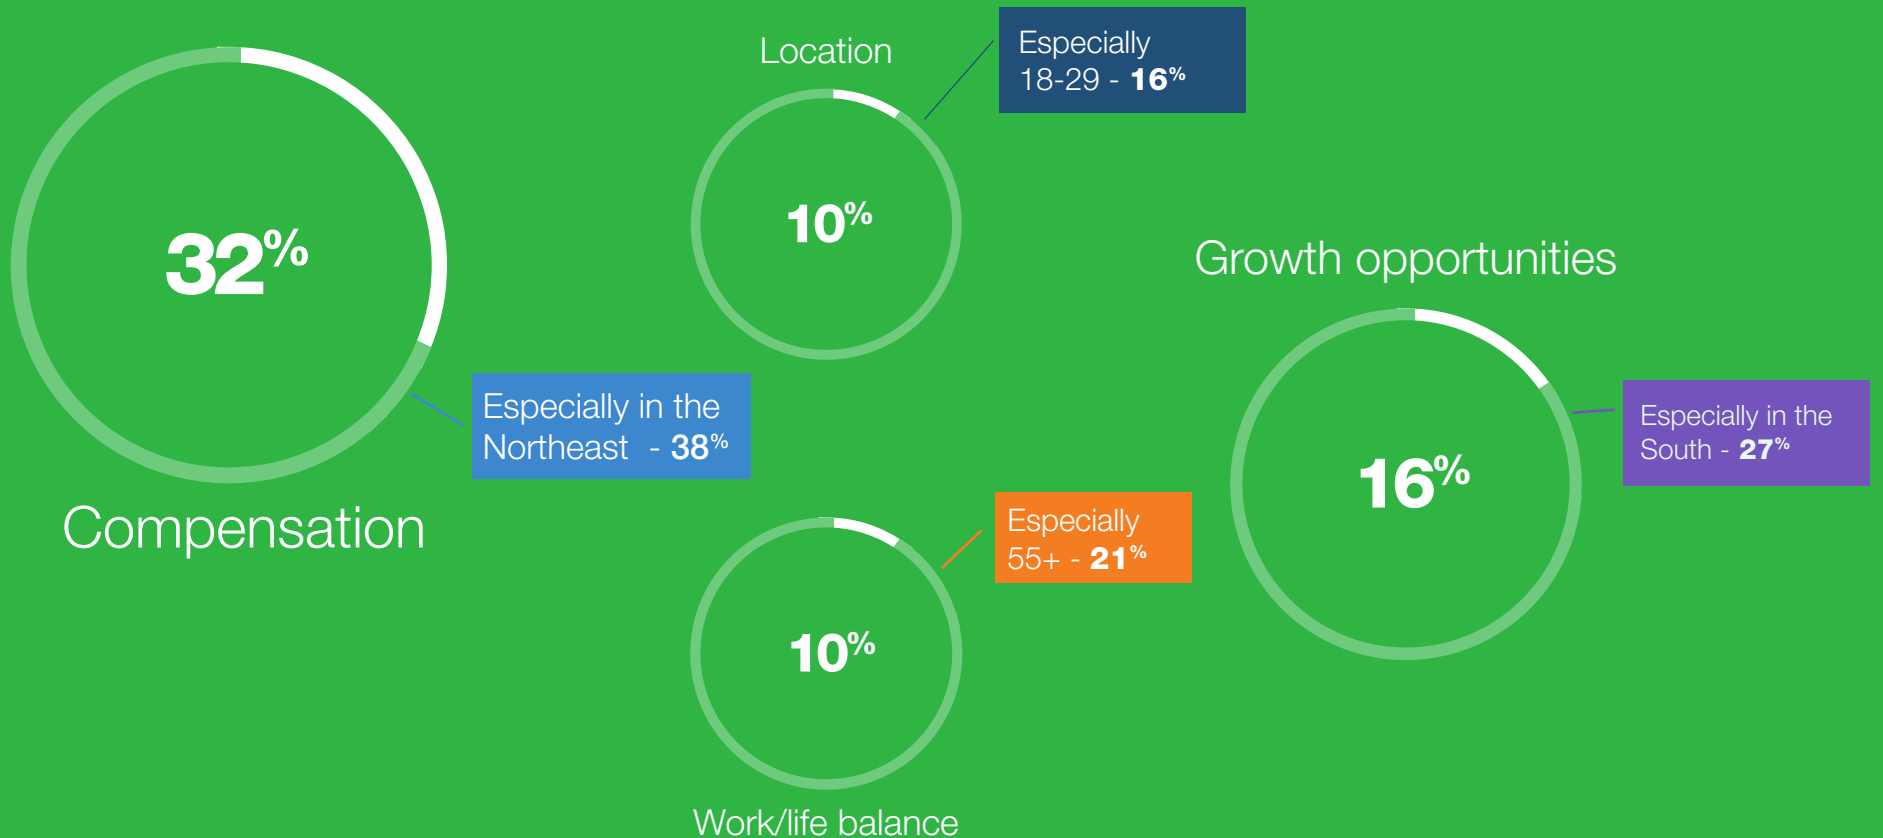 32%
Compensation
Especially in the
Northeast - 38%
Location
10%
Especially
18-29 - 16%
10%
Work/life balance
Especially
55+ - 21%
Growth opportunities
16%
Especially in the
South - 27%